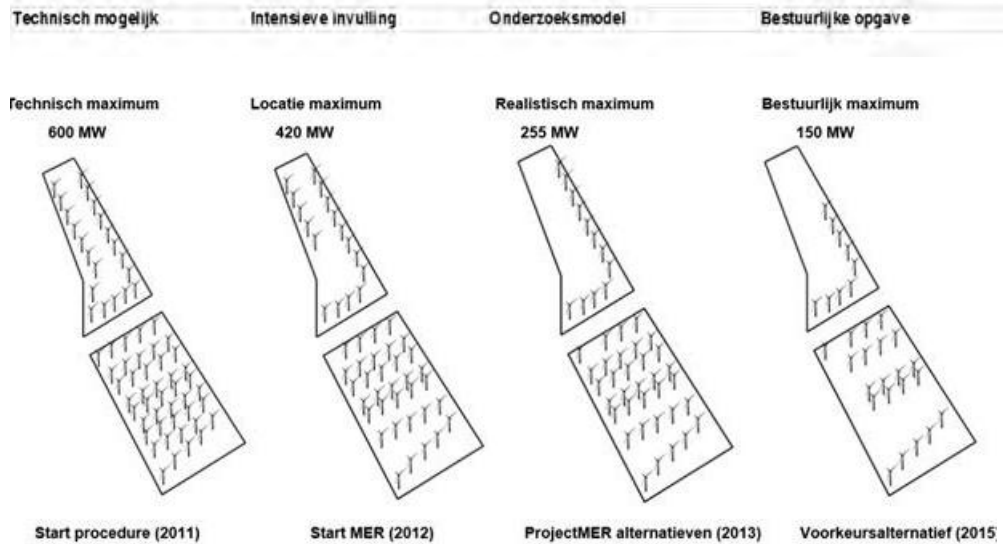 Technisch mogelijk Intensieve invulling Onderzoeksmodel Bestuurlijke opgave
Technisch maximum Locatie maximum Realistisch maximum Bestuurlijk maximum
600 MW 420 MW 255 MW 150 MW
Start procedure (2011) Start MER (2012) ProjectMER alternatieven (2013) Voorkeursalternatief (2015)